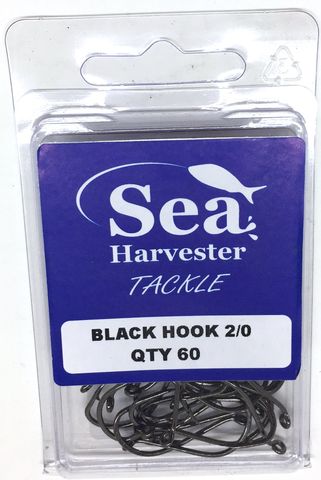 Sea
Harvester
TACKLE
BLACK HOOK 2/0
QTY 60